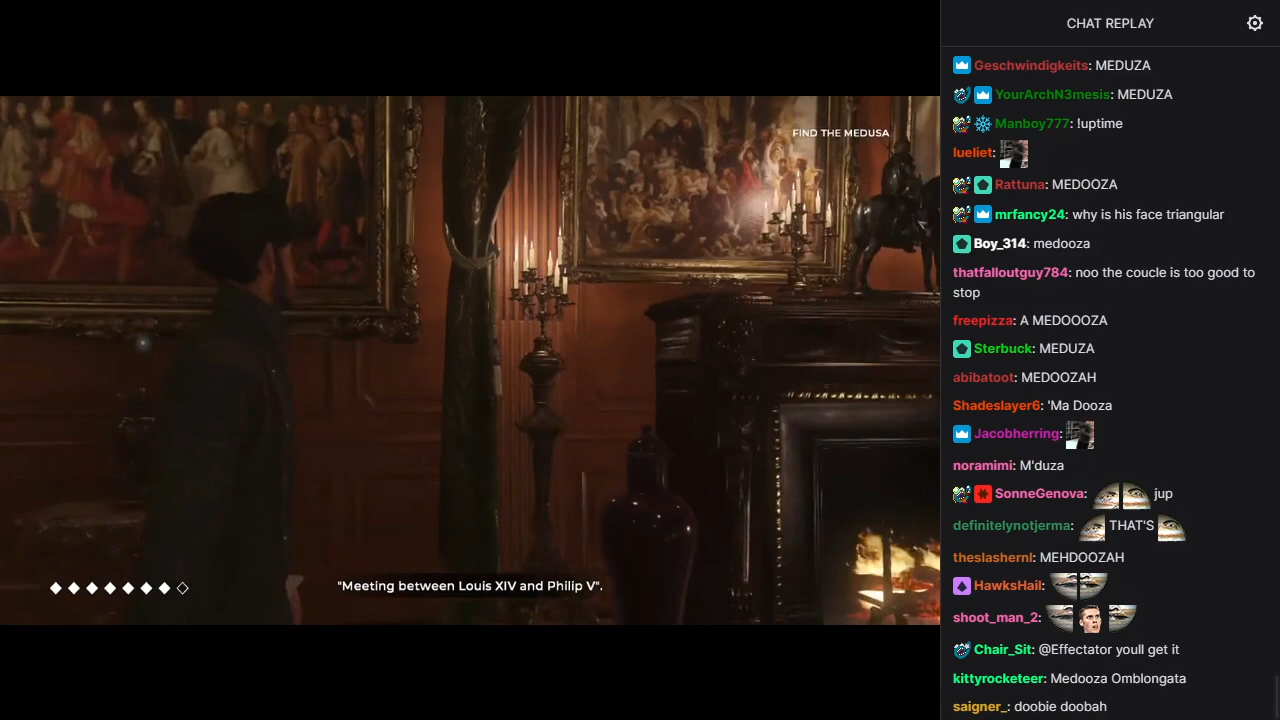 FIND THE MEDUSA
"Meeting between Louis XIV and Philip V".
CHAT REPLAY
Geschwindigkeits: MEDUZA
YourArchN3mesis: MEDUZA
Manboy777: !uptime
lueliet:
Rattuna: MEDOOZA
mrfancy24: why is his face triangular
Boy_314: medooza
thatfalloutguy784: noo the coucle is too good to
stop
freepizza: A MEDOOOZA
Sterbuck: MEDUZA
abibatoot: MEDOOZAH
Shadeslayer6: 'Ma Dooza
Jacobherring:
noramimi: M'duza
SonneGenova: jup
definitelynotjerma: THAT'S
theslashernl: MEHDOOZAH
HawksHail:
shoot_man_2:
Chair_Sit: @Effectator youll get it
kittyrocketeer: Medooza Omblongata
saigner_: doobie doobah